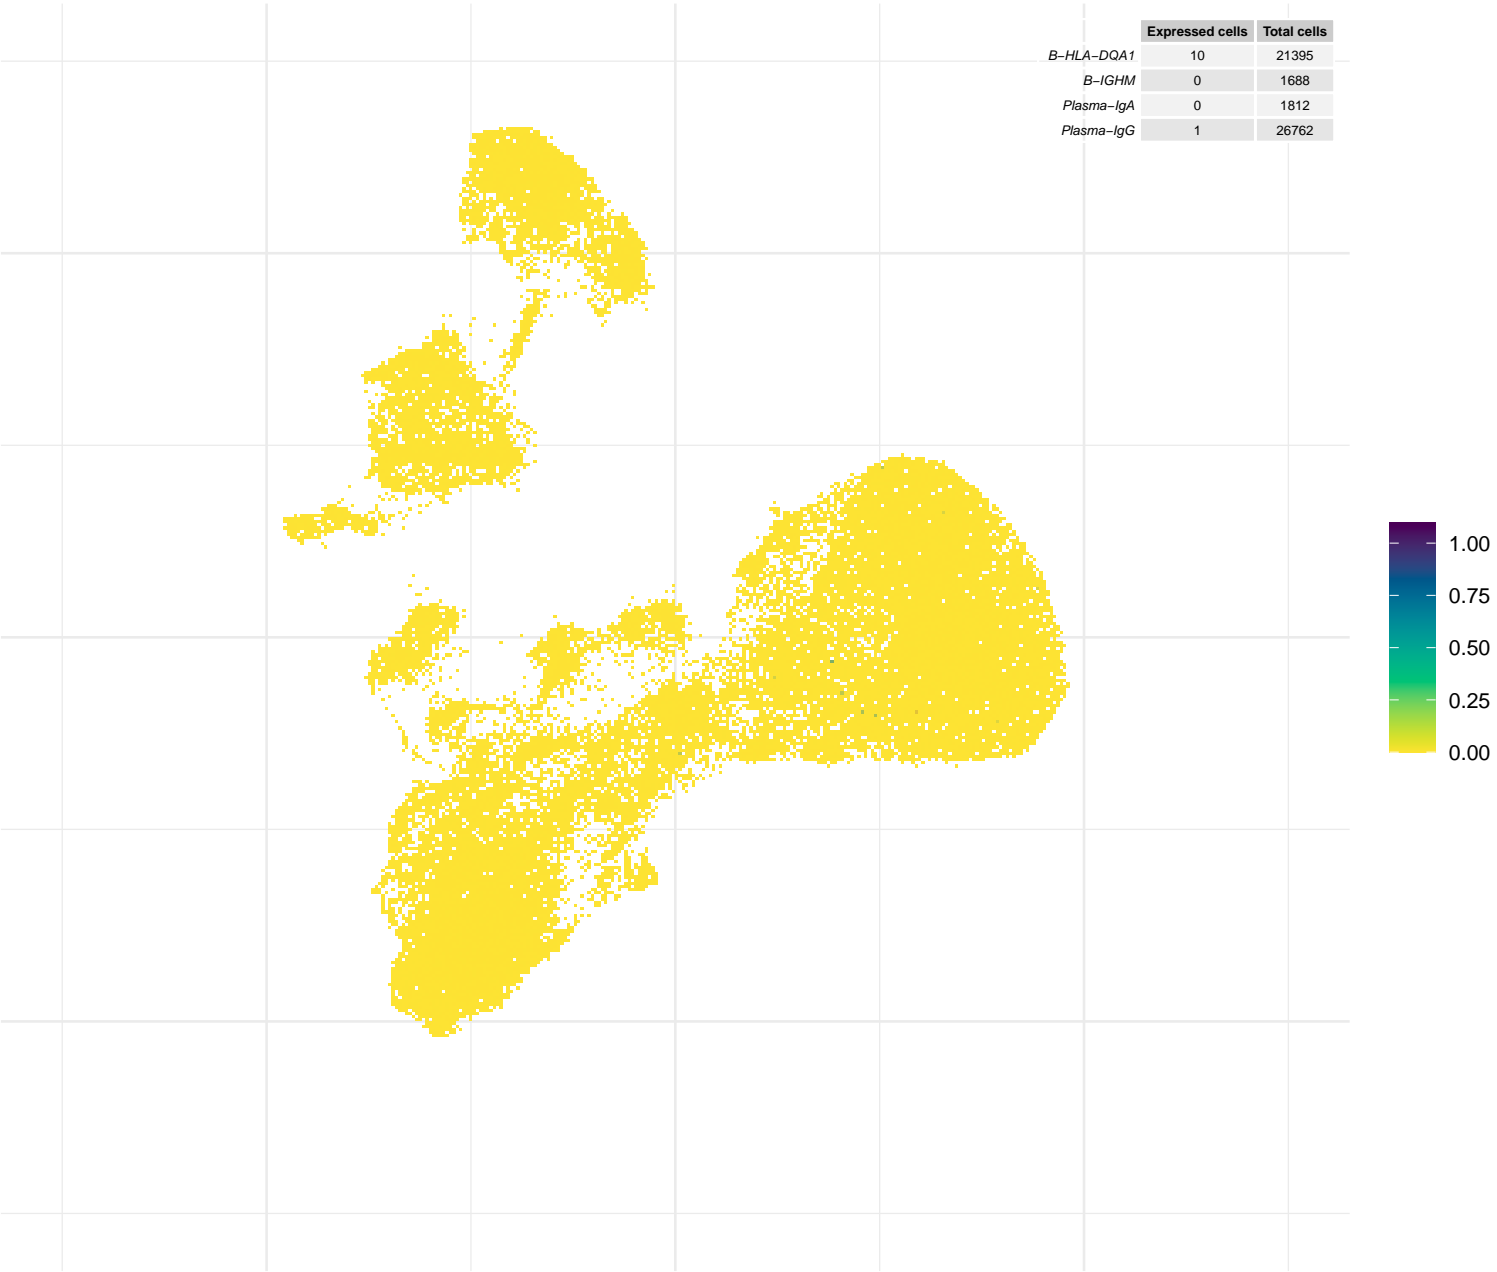 Expressed cells Total cells
B−HLA−DQA1 10 21395
B−IGHM 0 1688
Plasma−IgA 0 1812
Plasma−IgG 1 26762
1.00
0.75
0.50
0.25
0.00